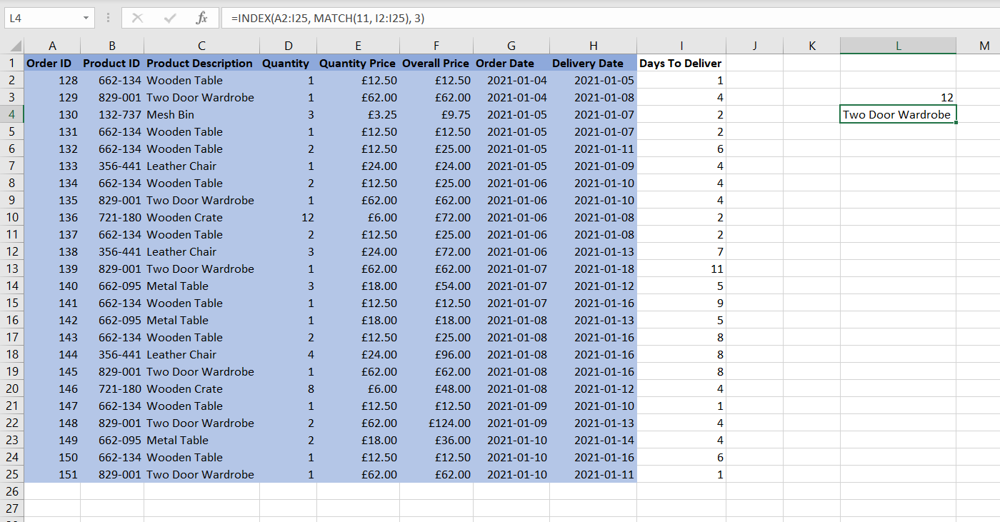 L4 fx =INDEX(A2:I25, MATCH(11, I2:I25), 3)
A B C D E F G H I J K L M
1 Order ID Product ID Product Description Quantity Quantity Price Overall Price Order Date Delivery Date Days To Deliver
2 128 662-134 Wooden Table 1 £12.50 £12.50 2021-01-04 2021-01-05 1
3 129 829-001 Two Door Wardrobe 1 £62.00 £62.00 2021-01-04 2021-01-08 4 12
4 130 132-737 Mesh Bin 3 £3.25 £9.75 2021-01-05 2021-01-07 2 Two Door Wardrobe
5 131 662-134 Wooden Table 1 £12.50 £12.50 2021-01-05 2021-01-07 2
6 132 662-134 Wooden Table 2 £12.50 £25.00 2021-01-05 2021-01-11 6
7 133 356-441 Leather Chair 1 £24.00 £24.00 2021-01-05 2021-01-09 4
8 134 662-134 Wooden Table 2 £12.50 £25.00 2021-01-06 2021-01-10 4
9 135 829-001 Two Door Wardrobe 1 £62.00 £62.00 2021-01-06 2021-01-10 4
10 136 721-180 Wooden Crate 12 £6.00 £72.00 2021-01-06 2021-01-08 2
11 137 662-134 Wooden Table 2 £12.50 £25.00 2021-01-06 2021-01-08 2
12 138 356-441 Leather Chair 3 £24.00 £72.00 2021-01-06 2021-01-13 7
13 139 829-001 Two Door Wardrobe 1 £62.00 £62.00 2021-01-07 2021-01-18 11
14 140 662-095 Metal Table 3 £18.00 £54.00 2021-01-07 2021-01-12 5
15 141 662-134 Wooden Table 1 £12.50 £12.50 2021-01-07 2021-01-16 9
16 142 662-095 Metal Table 1 £18.00 £18.00 2021-01-08 2021-01-13 5
17 143 662-134 Wooden Table 2 £12.50 £25.00 2021-01-08 2021-01-16 8
18 144 356-441 Leather Chair 4 £24.00 £96.00 2021-01-08 2021-01-16 8
19 145 829-001 Two Door Wardrobe 1 £62.00 £62.00 2021-01-08 2021-01-16 8
20 146 721-180 Wooden Crate 8 £6.00 £48.00 2021-01-08 2021-01-12 4
21 147 662-134 Wooden Table 1 £12.50 £12.50 2021-01-09 2021-01-10 1
22 148 829-001 Two Door Wardrobe 2 £62.00 £124.00 2021-01-09 2021-01-13 4
23 149 662-095 Metal Table 2 £18.00 £36.00 2021-01-10 2021-01-14 4
24 150 662-134 Wooden Table 1 £12.50 £12.50 2021-01-10 2021-01-16 6
25 151 829-001 Two Door Wardrobe 1 £62.00 £62.00 2021-01-10 2021-01-11 1
26
27